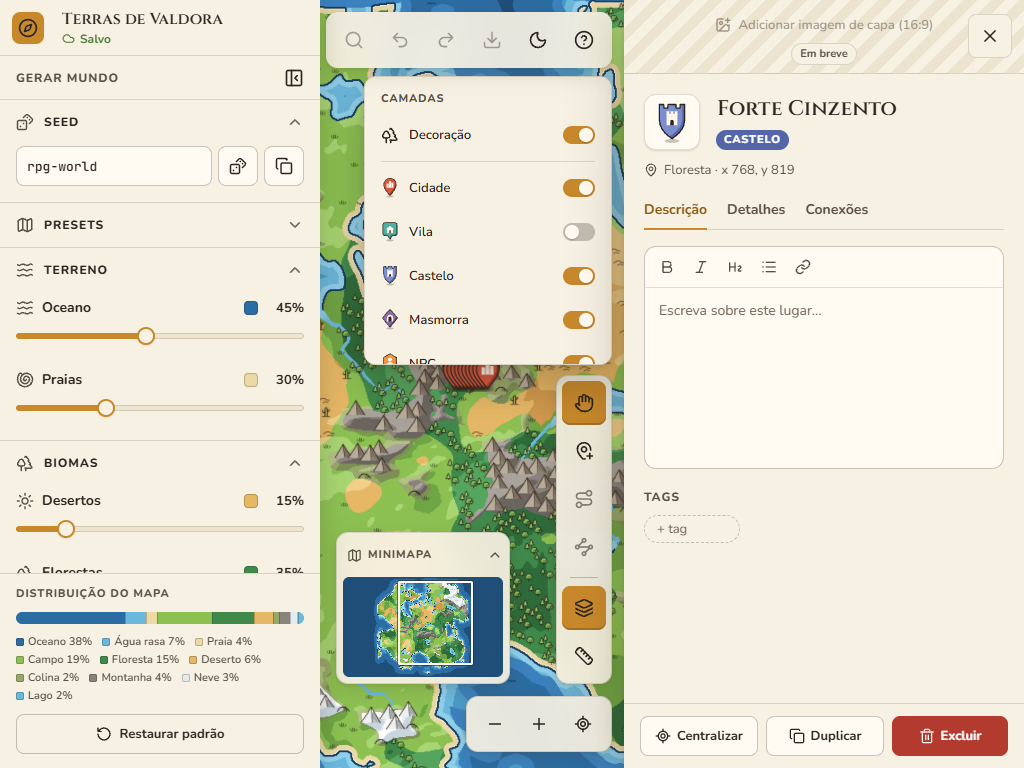 TERRAS DE VALDORA
Salvo
GERAR MUNDO
SEED
rpg-world
PRESETS
TERRENO
Oceano 45%
Praias 30%
BIOMAS
Desertos 15%
Florestas 35%
DISTRIBUIÇÃO DO MAPA
Oceano 38% Água rasa 7% Praia 4%
Campo 19% Floresta 15% Deserto 6%
Colina 2% Montanha 4% Neve 3%
Lago 2%
Restaurar padrão
CAMADAS
Decoração
Cidade
Vila
Castelo
Masmorra
NPC
MINIMAPA
Adicionar imagem de capa (16:9)
Em breve
FORTE CINZENTO
CASTELO
Floresta · x 768, y 819
Descrição Detalhes Conexões
B I H2
Escreva sobre este lugar...
TAGS
+ tag
Centralizar Duplicar Excluir